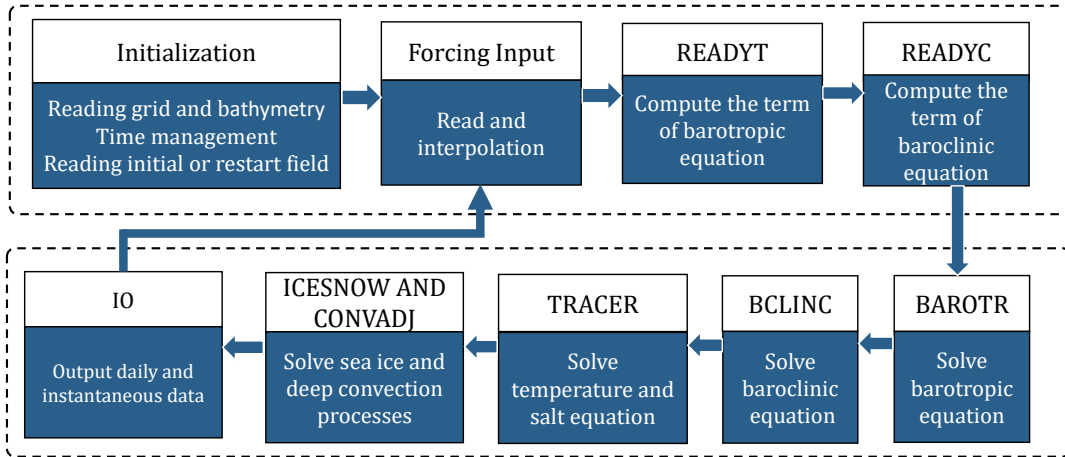 Initialization
Reading grid and bathymetry
Time management
Reading initial or restart field
Forcing Input
Read and
interpolation
READYT
Compute the term
of barotropic
equation
READYC
Compute the
term of
baroclinic
equation
IO
Output daily and
instantaneous data
ICESNOW AND
CONVADJ
Solve sea ice and
deep convection
processes
TRACER
Solve
temperature and
salt equation
BCLINC
Solve
baroclinic
equation
BAROTR
Solve
barotropic
equation